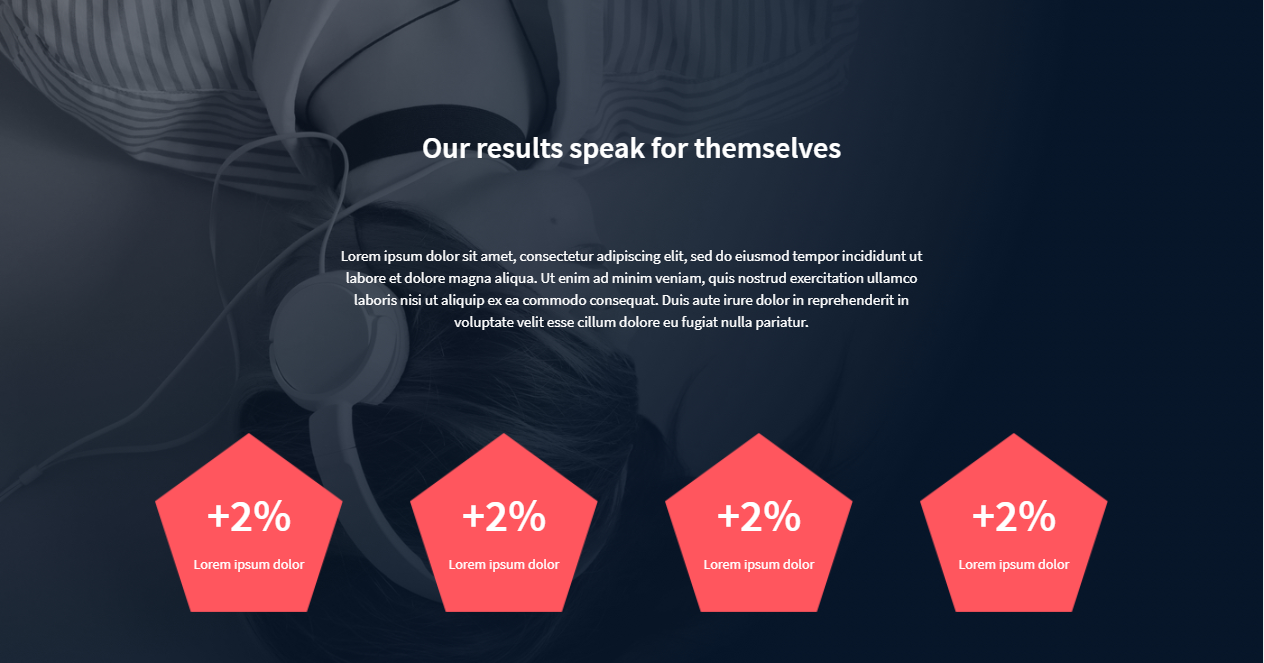 Our results speak for themselves
Lorem ipsum dolor sit amet, consectetur adipiscing elit, sed do eiusmod tempor incididunt ut
labore et dolore magna aliqua. Ut enim ad minim veniam, quis nostrud exercitation ullamco
laboris nisi ut aliquip ex ea commodo consequat. Duis aute irure dolor in reprehenderit in
voluptate velit esse cillum dolore eu fugiat nulla pariatur.
+2%
Lorem ipsum dolor
+2%
Lorem ipsum dolor
+2%
Lorem ipsum dolor
+2%
Lorem ipsum dolor